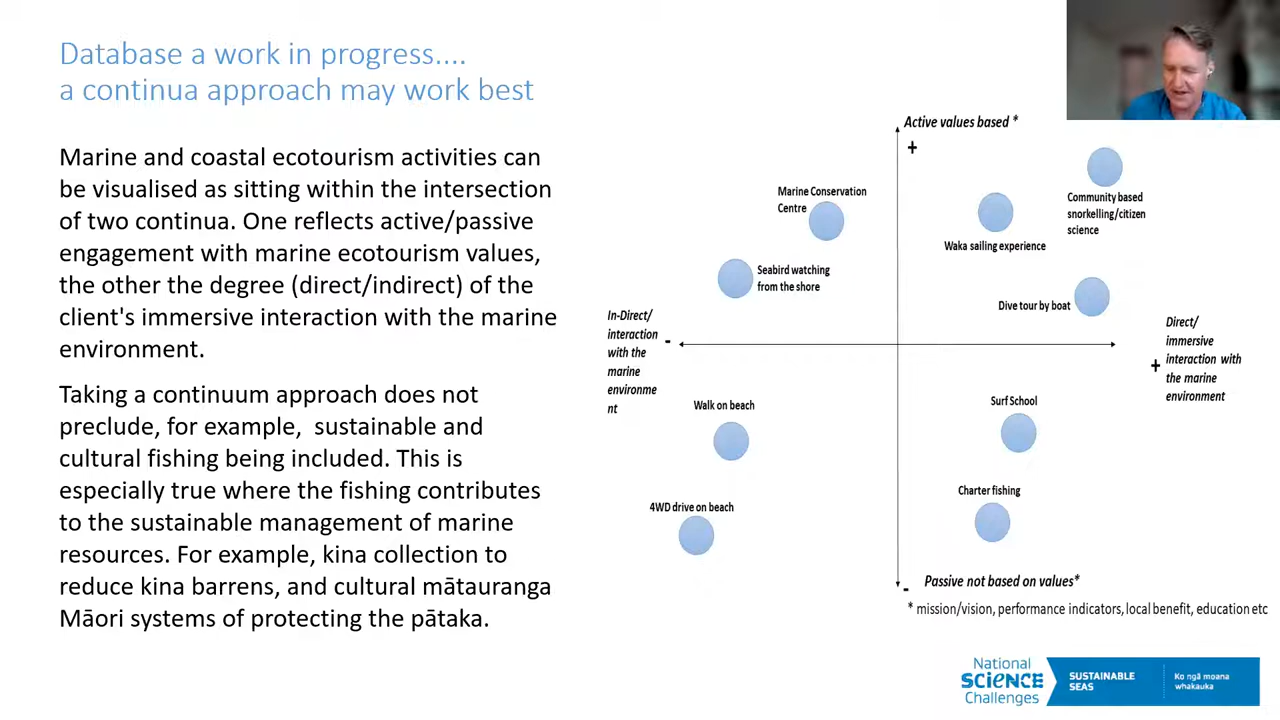 Database a work in progress....
a continua approach may work best
Marine and coastal ecotourism activities can
be visualised as sitting within the intersection
of two continua. One reflects active/passive
engagement with marine ecotourism values,
the other the degree (direct/indirect) of the
client's immersive interaction with the marine
environment.
Taking a continuum approach does not
preclude, for example,  sustainable and
cultural fishing being included. This is
especially true where the fishing contributes
to the sustainable management of marine
resources. For example, kina collection to
reduce kina barrens, and cultural mātauranga
Māori systems of protecting the pātaka.
Active values based *
+
Marine Conservation
Centre
Community based
snorkelling/citizen
science
Waka sailing experience
Seabird watching
from the shore
Dive tour by boat
In-Direct/
interaction
with the
marine
environme
nt
-
Direct/
immersive
interaction with
the marine
environment
+
Walk on beach
Surf School
Charter fishing
4WD drive on beach
-
Passive not based on values*
* mission/vision, performance indicators, local benefit, education etc
National
SCIENCE
Challenges
SUSTAINABLE
SEAS
Ko ngā moana
whakauka